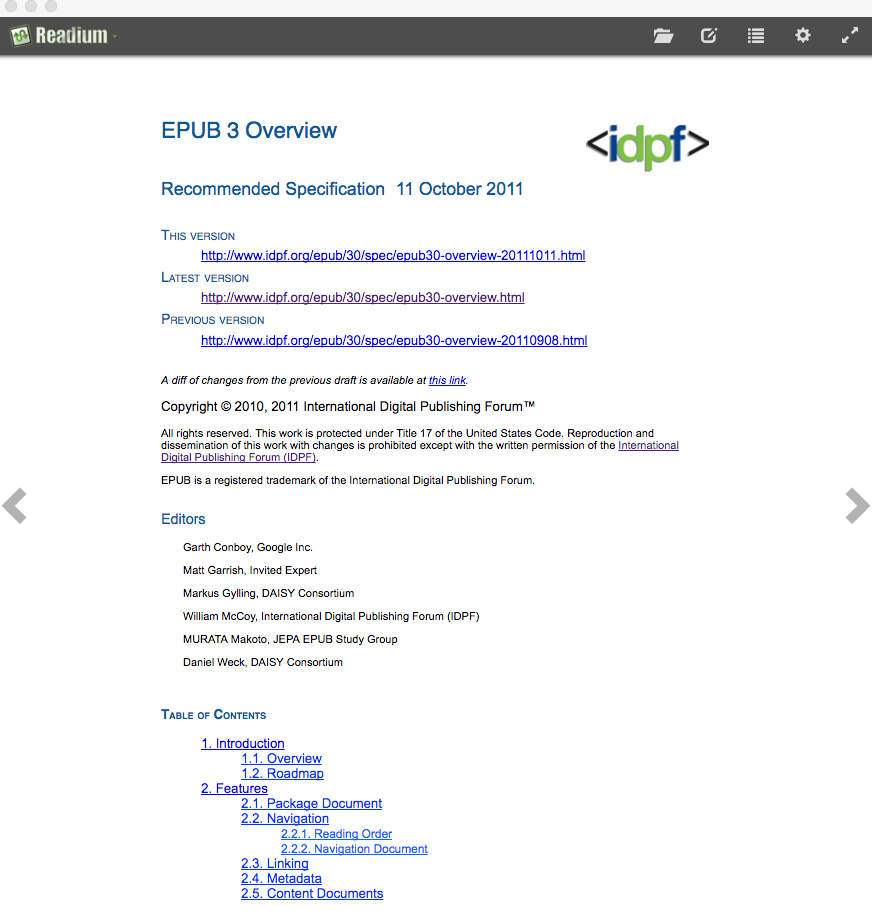 Readium
EPUB 3 Overview
<idpf>
Recommended Specification 11 October 2011
This version
http://www.idpf.org/epub/30/spec/epub30-overview-20111011.html
Latest version
http://www.idpf.org/epub/30/spec/epub30-overview.html
Previous version
http://www.idpf.org/epub/30/spec/epub30-overview-20110908.html
A diff of changes from the previous draft is available at this link.
Copyright © 2010, 2011 International Digital Publishing Forum™
All rights reserved. This work is protected under Title 17 of the United States Code. Reproduction and
dissemination of this work with changes is prohibited except with the written permission of the International
Digital Publishing Forum (IDPF).
EPUB is a registered trademark of the International Digital Publishing Forum.
Editors
Garth Conboy, Google Inc.
Matt Garrish, Invited Expert
Markus Gylling, DAISY Consortium
William McCoy, International Digital Publishing Forum (IDPF)
MURATA Makoto, JEPA EPUB Study Group
Daniel Weck, DAISY Consortium
Table of Contents
1. Introduction
1.1. Overview
1.2. Roadmap
2. Features
2.1. Package Document
2.2. Navigation
2.2.1. Reading Order
2.2.2. Navigation Document
2.3. Linking
2.4. Metadata
2.5. Content Documents